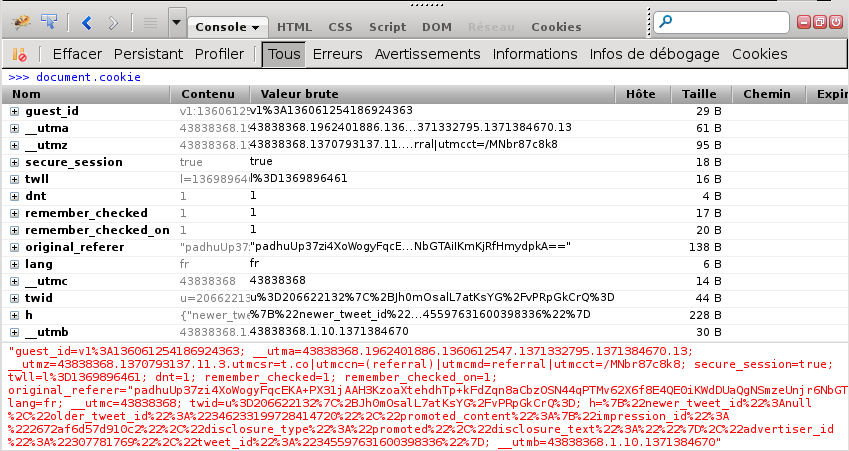 Console HTML CSS Script DOM Réseau Cookies
Effacer Persistant Profiler Tous Erreurs Avertissements Informations Infos de débogage Cookies
>>> document.cookie
Nom Contenu Valeur brute Hôte Taille Chemin Expir
guest_id v1:13606125 v1%3A136061254186924363 29 B
__utma 43838368.19 43838368.1962401886.136…371332795.1371384670.13 61 B
__utmz 43838368.13 43838368.1370793137.11.…rral|utmcct=/MNbr87c8k8 95 B
secure_session true true 18 B
twll l=136989646 l%3D1369896461 16 B
dnt 1 1 4 B
remember_checked 1 1 17 B
remember_checked_on 1 1 20 B
original_referer "padhuUp37z "padhuUp37zi4XoWogyFqcE…NbGTAiIKmKjRfHmydpkA==" 138 B
lang fr fr 6 B
__utmc 43838368 43838368 14 B
twid u=20662213 u%3D206622132%7C%2BJh0mOsalL7atKsYG%2FvPRpGkCrQ%3D 44 B
h {"newer_twe %7B%22newer_tweet_id%22…45597631600398336%22%7D 228 B
__utmb 43838368.1. 43838368.1.10.1371384670 30 B
"guest_id=v1%3A136061254186924363; __utma=43838368.1962401886.1360612547.1371332795.1371384670.13;
__utmz=43838368.1370793137.11.3.utmcsr=t.co|utmccn=(referral)|utmcmd=referral|utmcct=/MNbr87c8k8; secure_session=true;
twll=l%3D1369896461; dnt=1; remember_checked=1; remember_checked_on=1;
original_referer="padhuUp37zi4XoWogyFqcEKA+PX31jAAH3KzoaXtehdhTp+kFdZqn8aCbzOSN44qPTMv62X6f8E4QE0iKWdDUaOgNSmzeUnjr6NbGT
lang=fr; __utmc=43838368; twid=u%3D206622132%7C%2BJh0mOsalL7atKsYG%2FvPRpGkCrQ%3D; h=%7B%22newer_tweet_id%22%3Anull
%2C%22older_tweet_id%22%3A%22346233199728414720%22%2C%22promoted_content%22%3A%7B%22impression_id%22%3A
%222672af6d57d910c2%22%2C%22disclosure_type%22%3A%22promoted%22%2C%22disclosure_text%22%3A%22%22%7D%2C%22advertiser_id
%22%3A%22307781769%22%2C%22tweet_id%22%3A%22345597631600398336%22%7D; __utmb=43838368.1.10.1371384670"